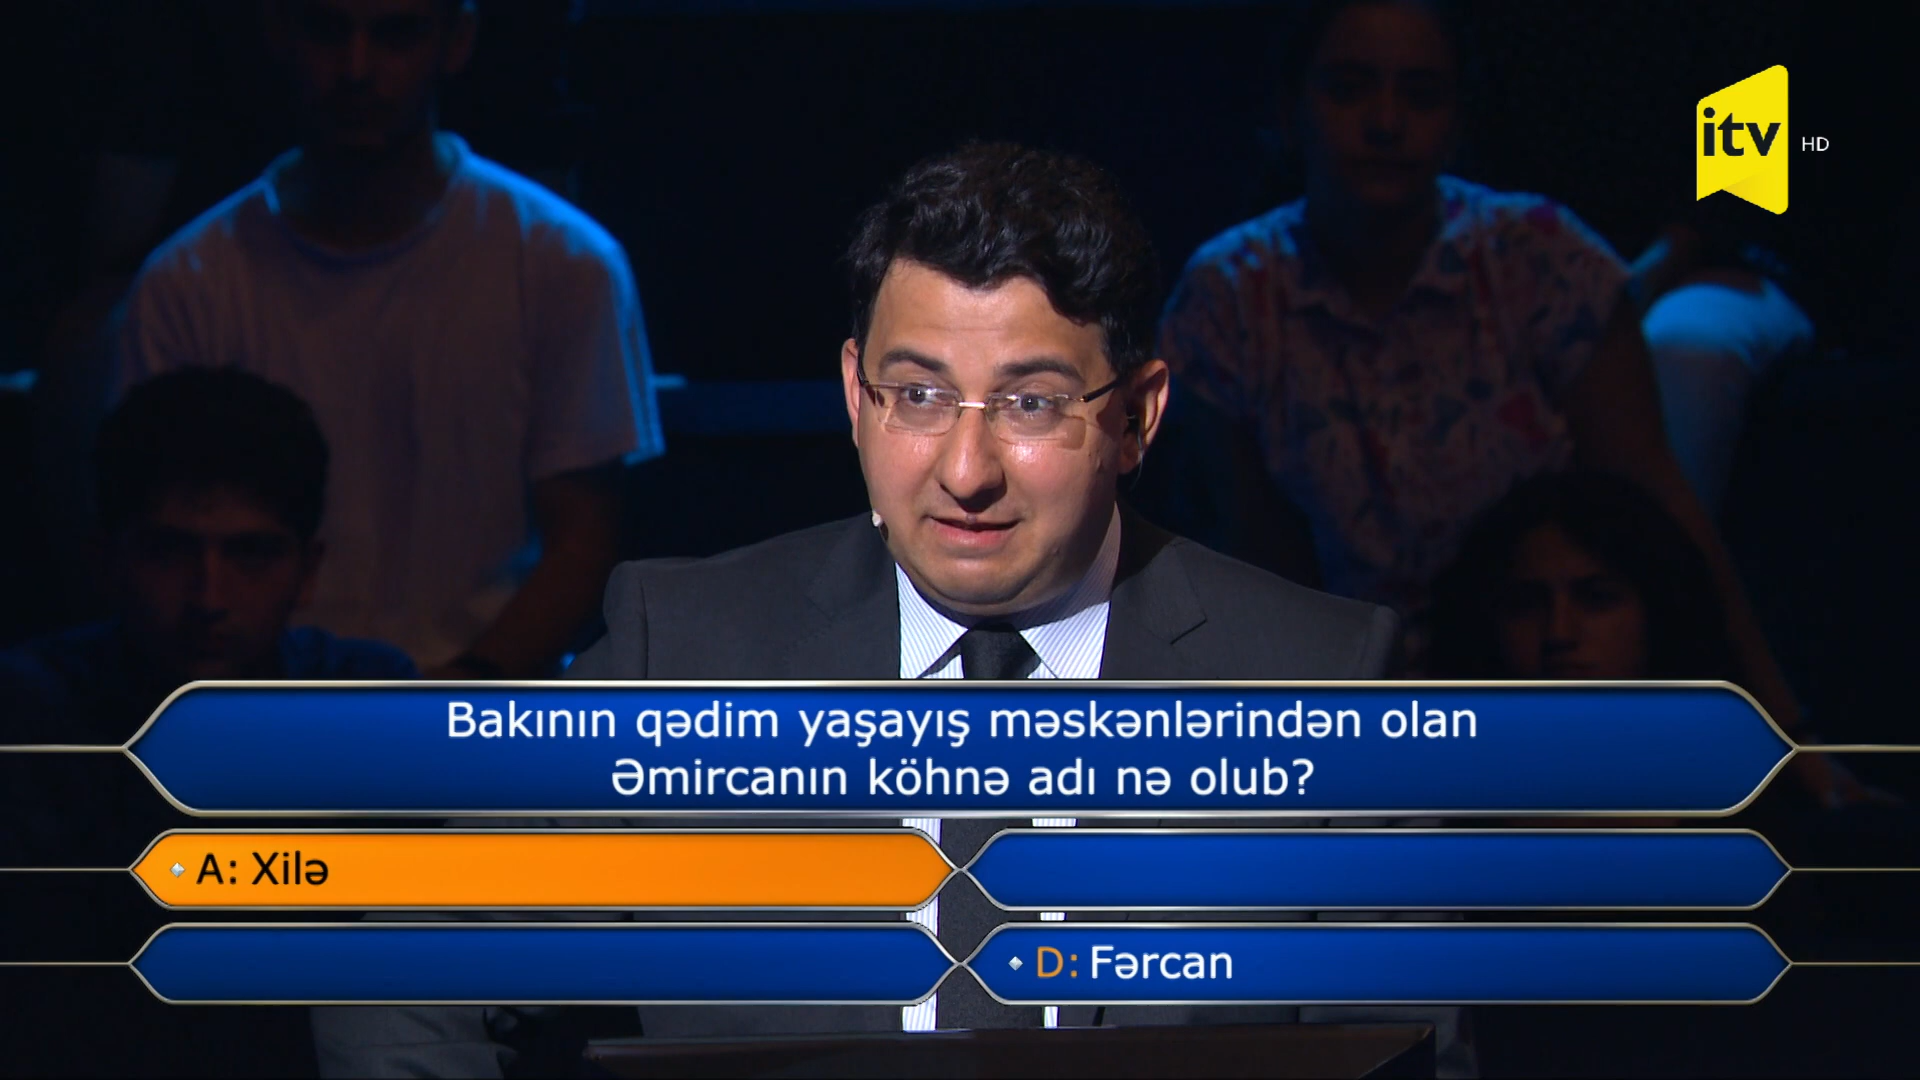 itv HD
Bakının qədim yaşayış məskənlərindən olan
Əmircanın köhnə adı nə olub?
A: Xilə
D: Fərcan